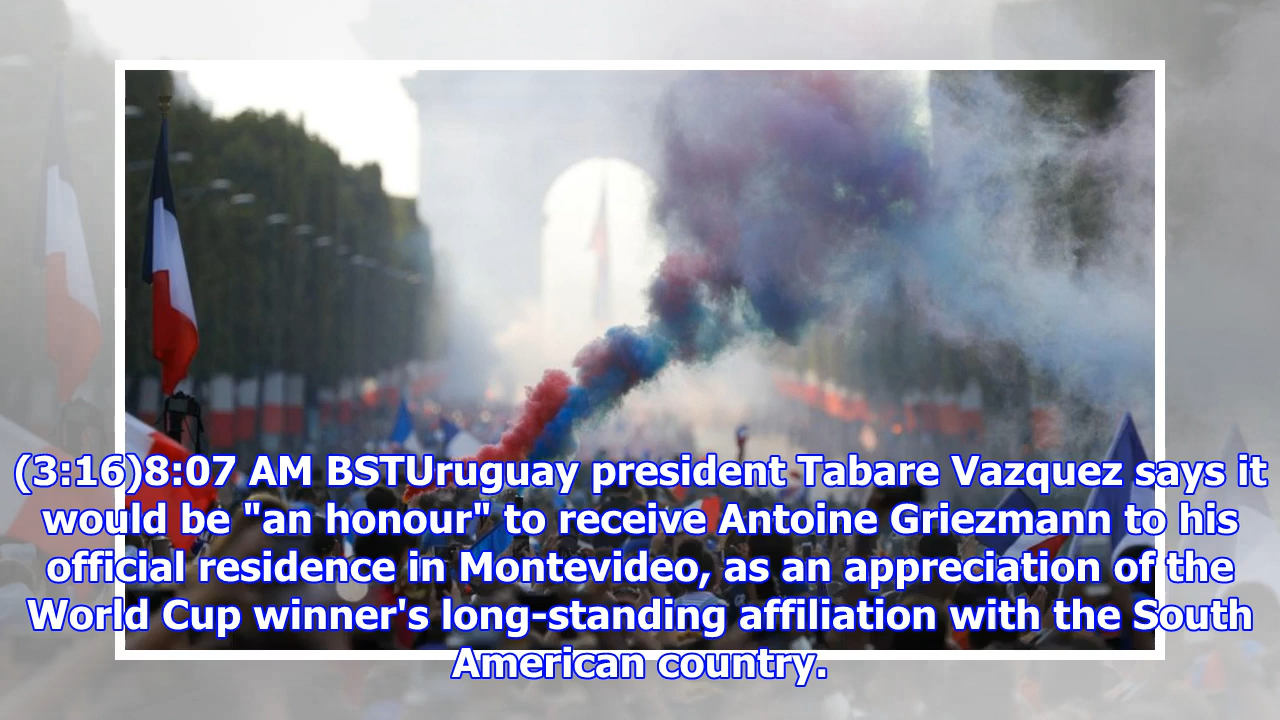 (3:16)8:07 AM BSTUruguay president Tabare Vazquez says it
would be "an honour" to receive Antoine Griezmann to his
official residence in Montevideo, as an appreciation of the
World Cup winner's long-standing affiliation with the South
American country.